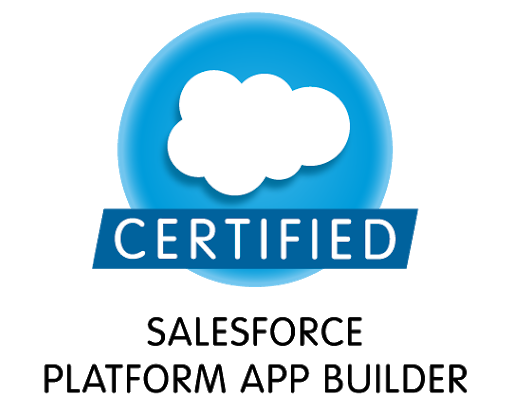 CERTIFIED
SALESFORCE
PLATFORM APP BUILDER